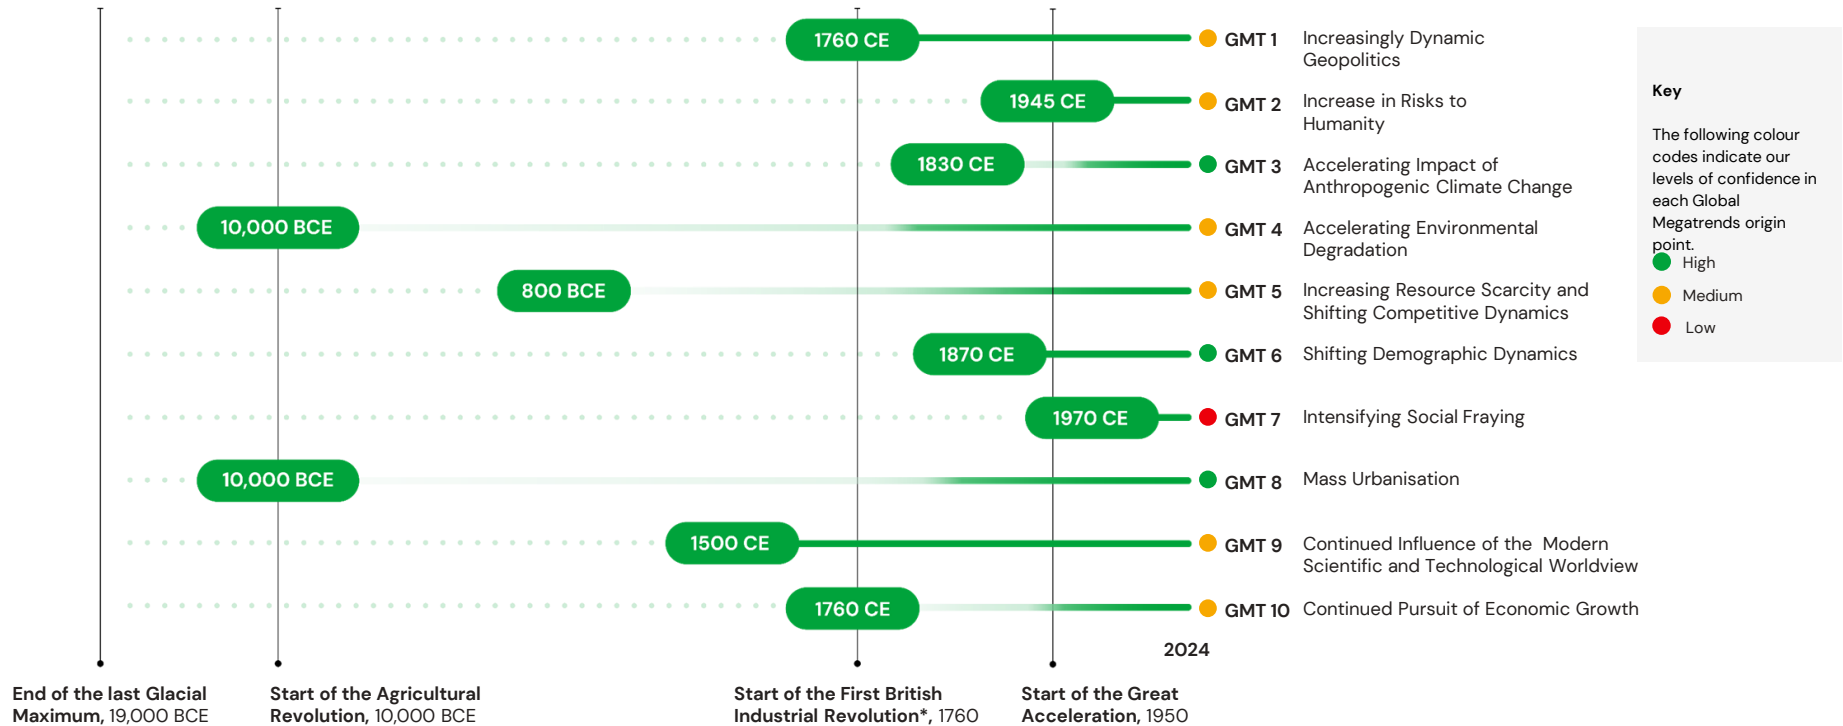 1760 CE
GMT 1
Increasingly Dynamic
Geopolitics
1945 CE
GMT 2
Increase in Risks to
Humanity
1830 CE
GMT 3
Accelerating Impact of
Anthropogenic Climate Change
10,000 BCE
GMT 4
Accelerating Environmental
Degradation
800 BCE
GMT 5
Increasing Resource Scarcity and
Shifting Competitive Dynamics
1870 CE
GMT 6
Shifting Demographic Dynamics
1970 CE
GMT 7
Intensifying Social Fraying
10,000 BCE
GMT 8
Mass Urbanisation
1500 CE
GMT 9
Continued Influence of the Modern
Scientific and Technological Worldview
1760 CE
GMT 10
Continued Pursuit of Economic Growth
2024
End of the last Glacial
Maximum, 19,000 BCE
Start of the Agricultural
Revolution, 10,000 BCE
Start of the First British
Industrial Revolution*, 1760
Start of the Great
Acceleration, 1950
Key
The following colour
codes indicate our
levels of confidence in
each Global
Megatrends origin
point.
High
Medium
Low